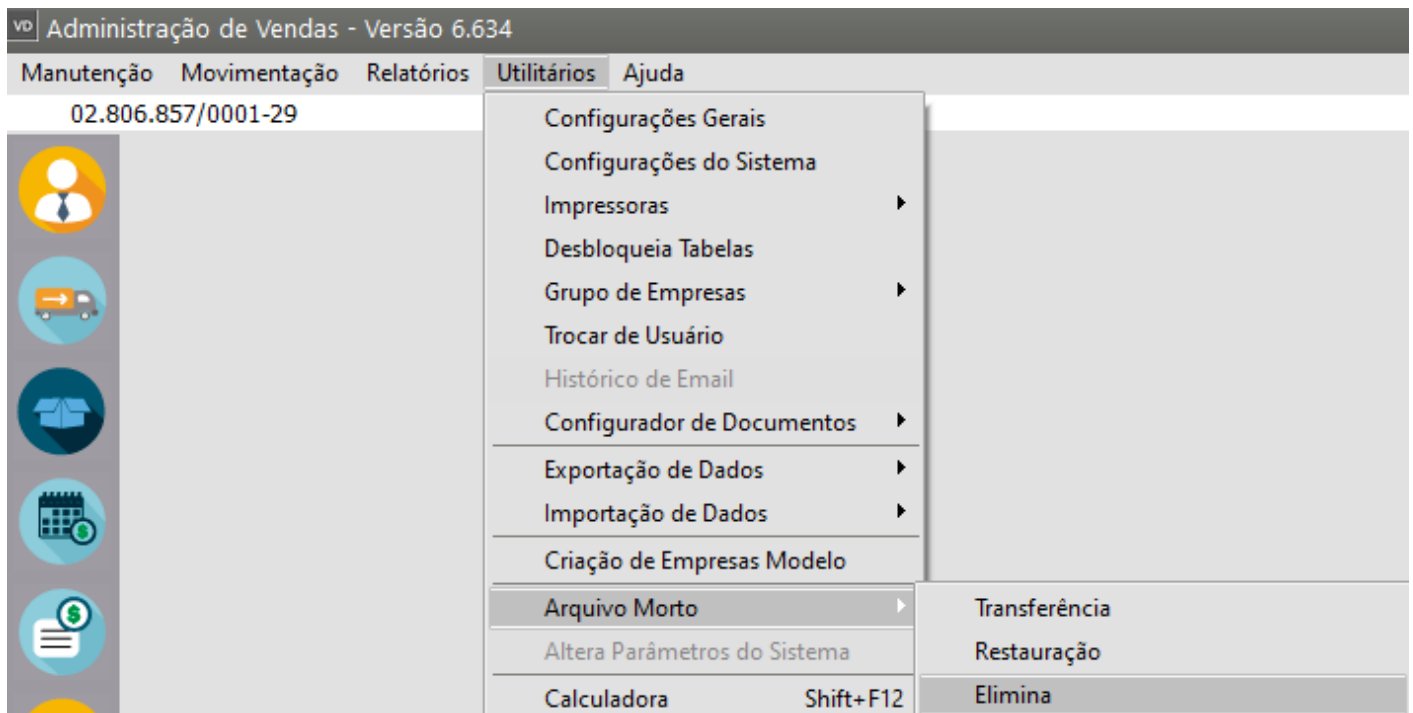 VD Administração de Vendas - Versão 6.634
Manutenção Movimentação Relatórios Utilitários Ajuda
02.806.857/0001-29
Configurações Gerais
Configurações do Sistema
Impressoras
Desbloqueia Tabelas
Grupo de Empresas
Trocar de Usuário
Histórico de Email
Configurador de Documentos
Exportação de Dados
Importação de Dados
Criação de Empresas Modelo
Arquivo Morto
Transferência
Altera Parâmetros do Sistema
Restauração
Calculadora Shift+F12
Elimina